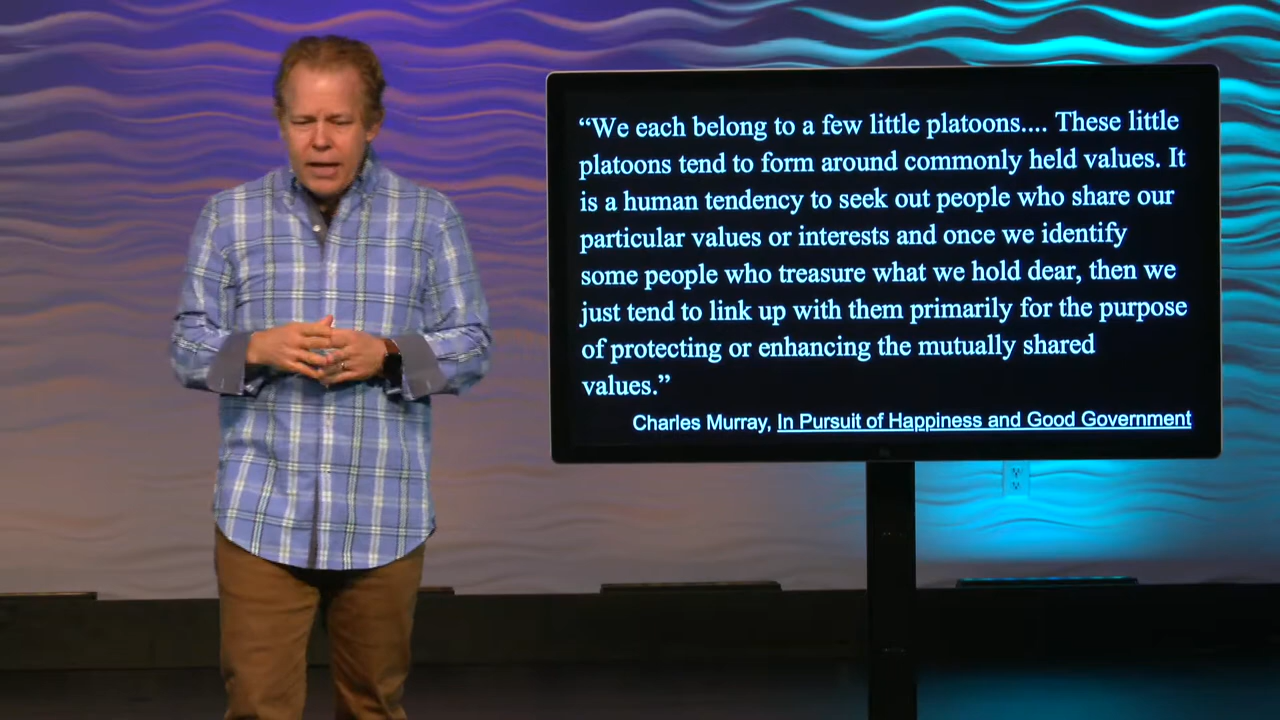 “We each belong to a few little platoons.... These little
platoons tend to form around commonly held values. It
is a human tendency to seek out people who share our
particular values or interests and once we identify
some people who treasure what we hold dear, then we
just tend to link up with them primarily for the purpose
of protecting or enhancing the mutually shared
values.”
Charles Murray, In Pursuit of Happiness and Good Government